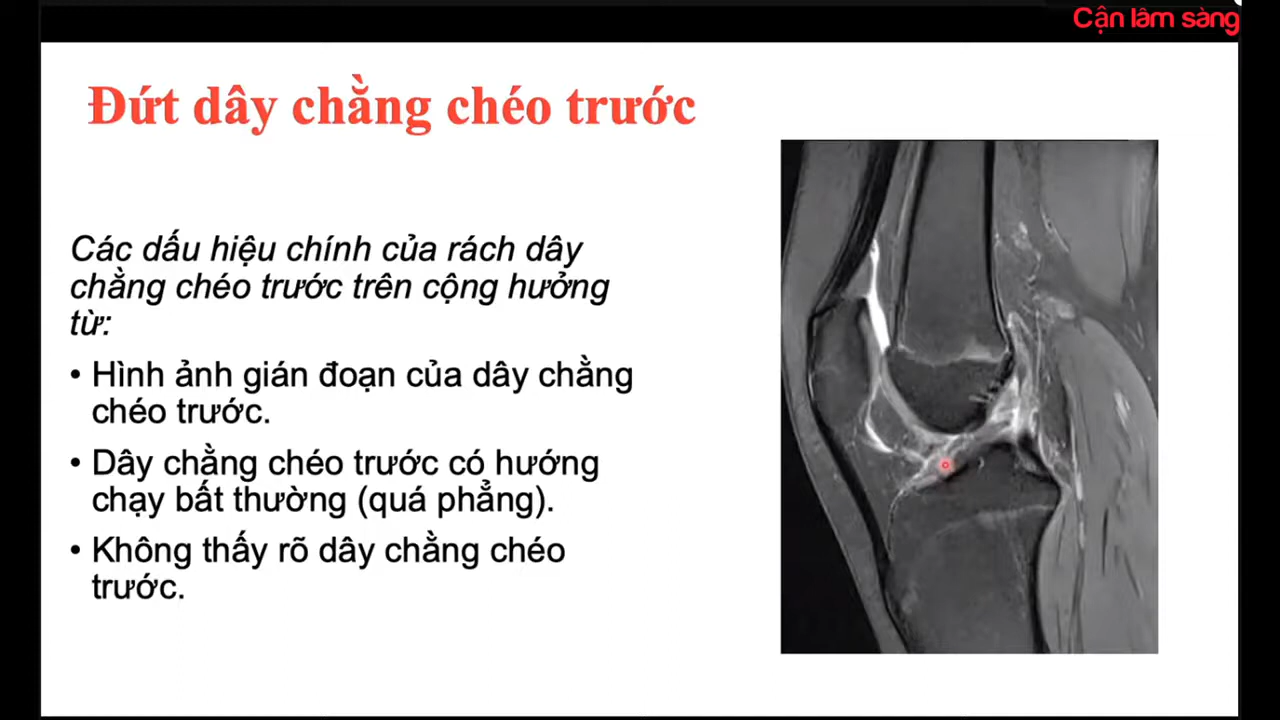 Cận lâm sàng
Đứt dây chằng chéo trước
Các dấu hiệu chính của rách dây
chằng chéo trước trên cộng hưởng
từ:
• Hình ảnh gián đoạn của dây chằng
chéo trước.
• Dây chằng chéo trước có hướng
chạy bất thường (quá phẳng).
• Không thấy rõ dây chằng chéo
trước.